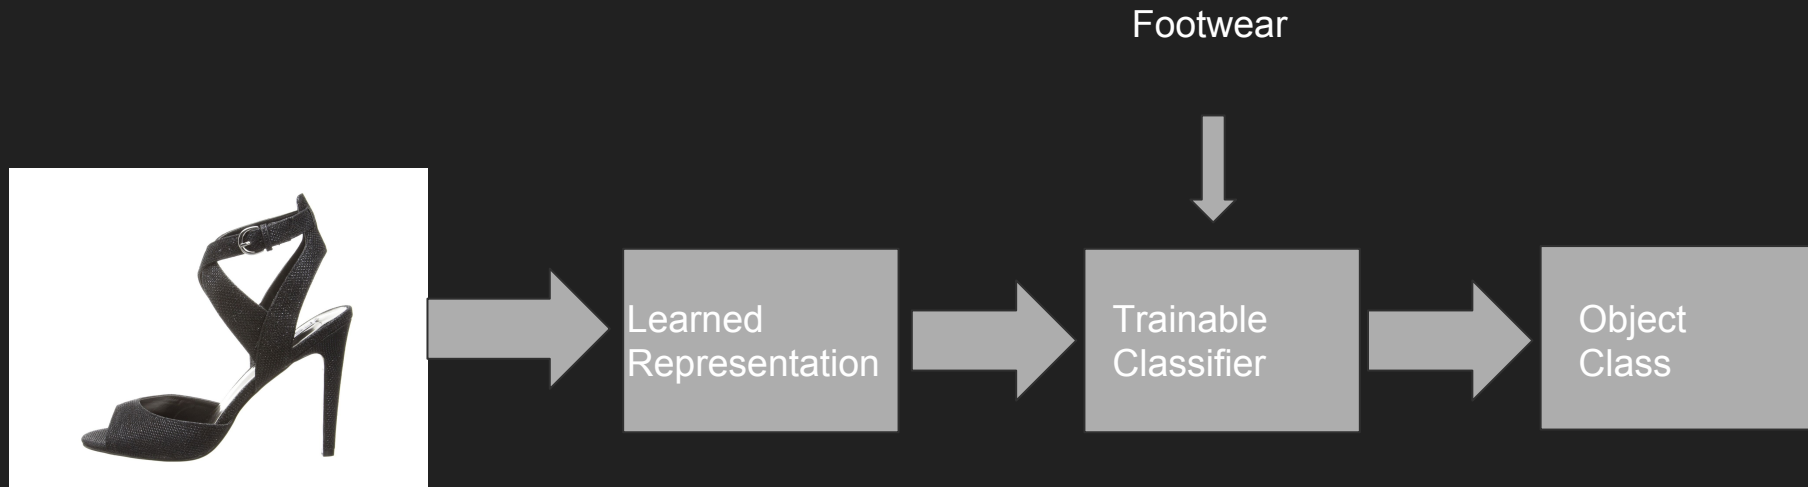 Footwear
Learned
Representation
Trainable
Classifier
Object
Class